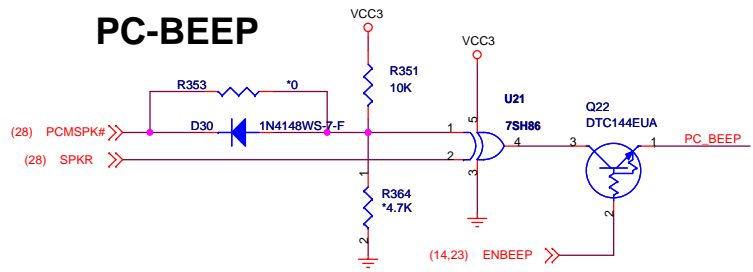 PC-BEEP
VCC3
VCC3
R353 *0
R351
10K
U21
7SH86
Q22
DTC144EUA
(28) PCMSPK#
D30 1N4148WS-7-F
1
5
4
3
1
PC_BEEP
(28) SPKR
2
3
1
R364
*4.7K
2
2
(14,23) ENBEEP